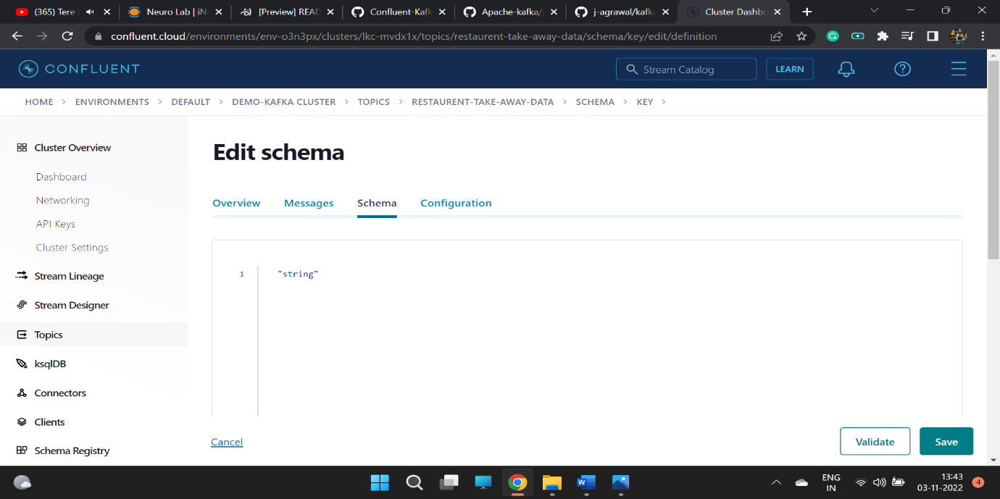 (365) Tere
Neuro Lab | iNe
[Preview] READ
Confluent-Kafk
Apache-kafka/
j-agrawal/kafka
Cluster Dashbo
confluent.cloud/environments/env-o3n3px/clusters/lkc-mvdx1x/topics/restaurent-take-away-data/schema/key/edit/definition
CONFLUENT
Stream Catalog
LEARN
HOME > ENVIRONMENTS > DEFAULT > DEMO-KAFKA CLUSTER > TOPICS > RESTAURENT-TAKE-AWAY-DATA > SCHEMA > KEY >
Cluster Overview
Dashboard
Networking
API Keys
Cluster Settings
Stream Lineage
Stream Designer
Topics
ksqlDB
Connectors
Clients
Schema Registry
Edit schema
Overview Messages Schema Configuration
1 "string"
Cancel
Validate
Save
ENG
IN
13:43
03-11-2022
4